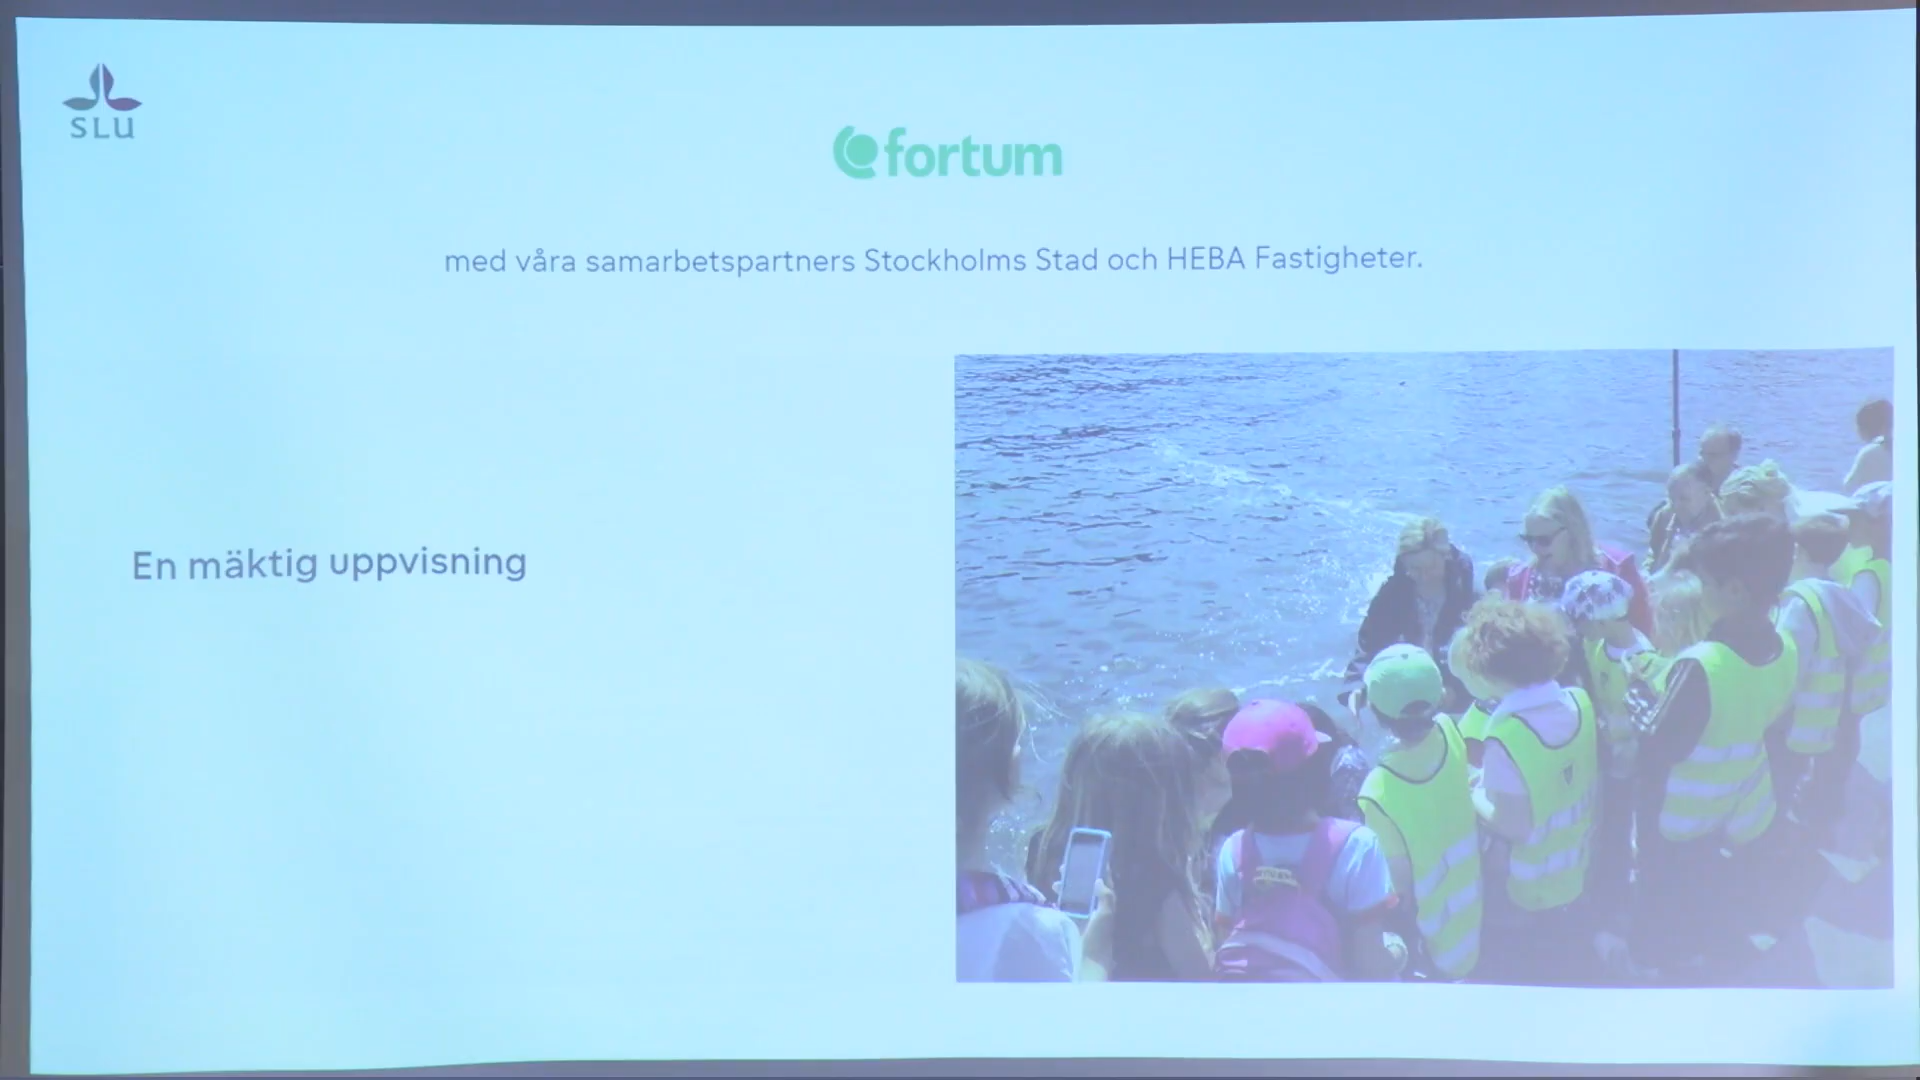 SLU
fortum
med våra samarbetspartners Stockholms Stad och HEBA Fastigheter.
En mäktig uppvisning